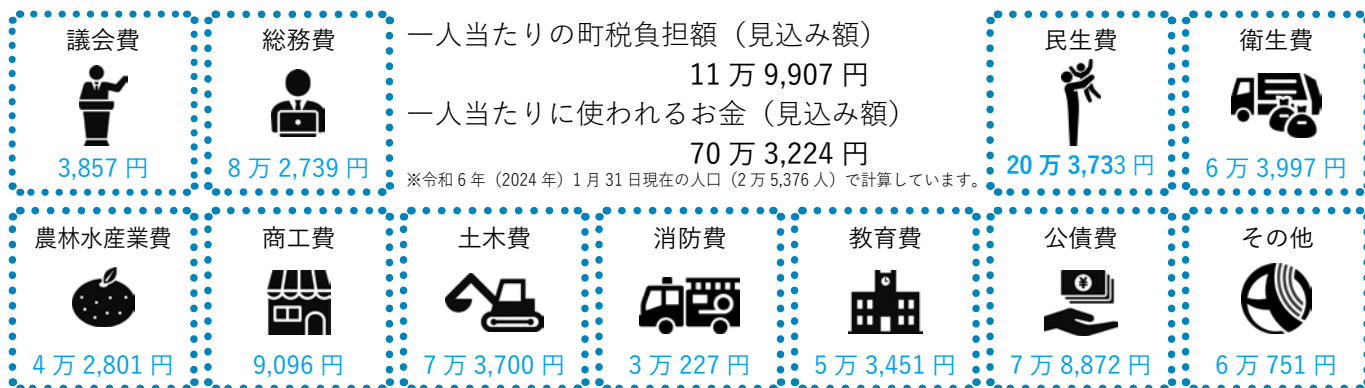 議会費
3,857 円
総務費
8 万 2,739 円
一人当たりの町税負担額（見込み額）
11 万 9,907 円
一人当たりに使われるお金（見込み額）
70 万 3,224 円
※令和 6 年（2024 年）1 月 31 日現在の人口（2 万 5,376 人）で計算しています。
民生費
20 万 3,733 円
衛生費
6 万 3,997 円
農林水産業費
4 万 2,801 円
商工費
9,096 円
土木費
7 万 3,700 円
消防費
3 万 227 円
教育費
5 万 3,451 円
公債費
¥
7 万 8,872 円
その他
6 万 751 円